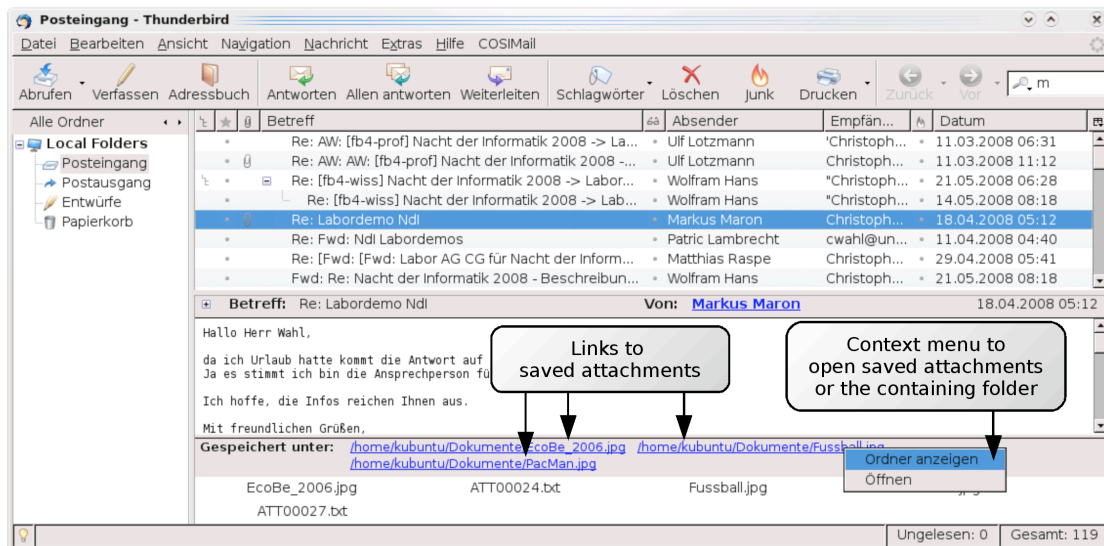 Posteingang - Thunderbird
Datei Bearbeiten Ansicht Navigation Nachricht Extras Hilfe COSIMail
Abrufen Verfassen Adressbuch Antworten Allen antworten Weiterleiten Schlagwörter Löschen Junk Drucken Zurück Vor m
Alle Ordner Betreff Absender Empfän... Datum
Local Folders
Posteingang
Postausgang
Entwürfe
Papierkorb
Re: AW: [fb4-prof] Nacht der Informatik 2008 -> La... Ulf Lotzmann 'Christoph... 11.03.2008 06:31
Re: AW: AW: [fb4-prof] Nacht der Informatik 2008 -... Ulf Lotzmann Christoph... 11.03.2008 11:12
Re: [fb4-wiss] Nacht der Informatik 2008 -> Labor... Wolfram Hans "Christoph... 21.05.2008 06:28
Re: [fb4-wiss] Nacht der Informatik 2008 -> Lab... Wolfram Hans "Christoph... 14.05.2008 08:18
Re: Labordemo NdI Markus Maron Christoph... 18.04.2008 05:12
Re: Fwd: NdI Labordemos Patric Lambrecht cwahl@un... 11.04.2008 04:40
Re: [Fwd: [Fwd: Labor AG CG für Nacht der Inform... Matthias Raspe Christoph... 29.04.2008 05:41
Fwd: Re: Nacht der Informatik 2008 - Beschreibun... Wolfram Hans Christoph... 21.05.2008 08:18
Betreff: Re: Labordemo NdI Von: Markus Maron 18.04.2008 05:12
Hallo Herr Wahl,
da ich Urlaub hatte kommt die Antwort auf
Ja es stimmt ich bin die Ansprechperson fü
Ich hoffe, die Infos reichen Ihnen aus.
Mit freundlichen Grüßen,
Links to
saved attachments
Context menu to
open saved attachments
or the containing folder
Gespeichert unter: /home/kubuntu/Dokumente/EcoBe_2006.jpg /home/kubuntu/Dokumente/Fussball.jpg
/home/kubuntu/Dokumente/PacMan.jpg
Ordner anzeigen
Öffnen
EcoBe_2006.jpg ATT00024.txt Fussball.jpg
ATT00027.txt
Ungelesen: 0 Gesamt: 119